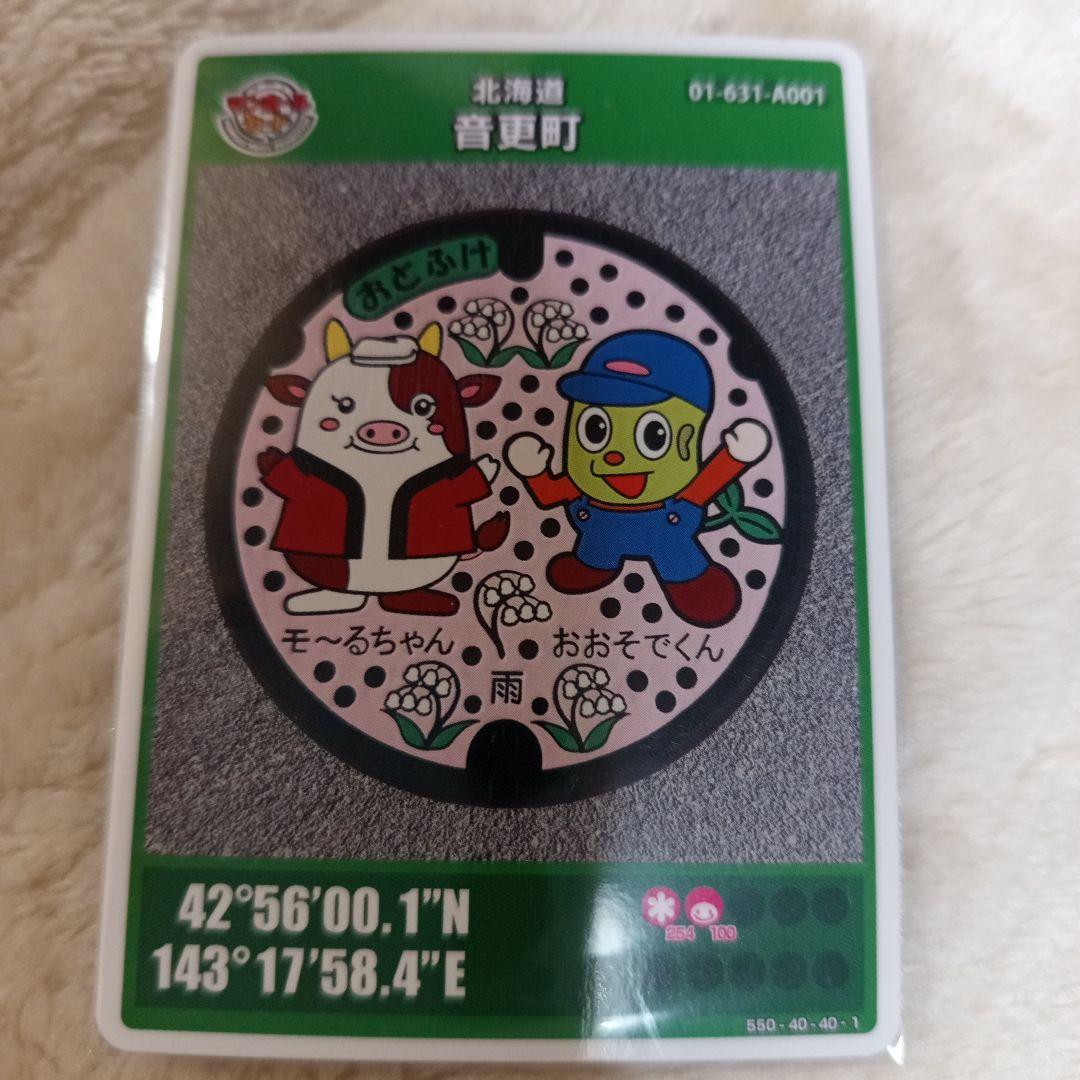 北海道
01-631-A001
音更町
おとふけ
モ〜るちゃん
おおそでくん
雨
42°56'00.1"N
254
100
143°17'58.4"E
550-40-40-1